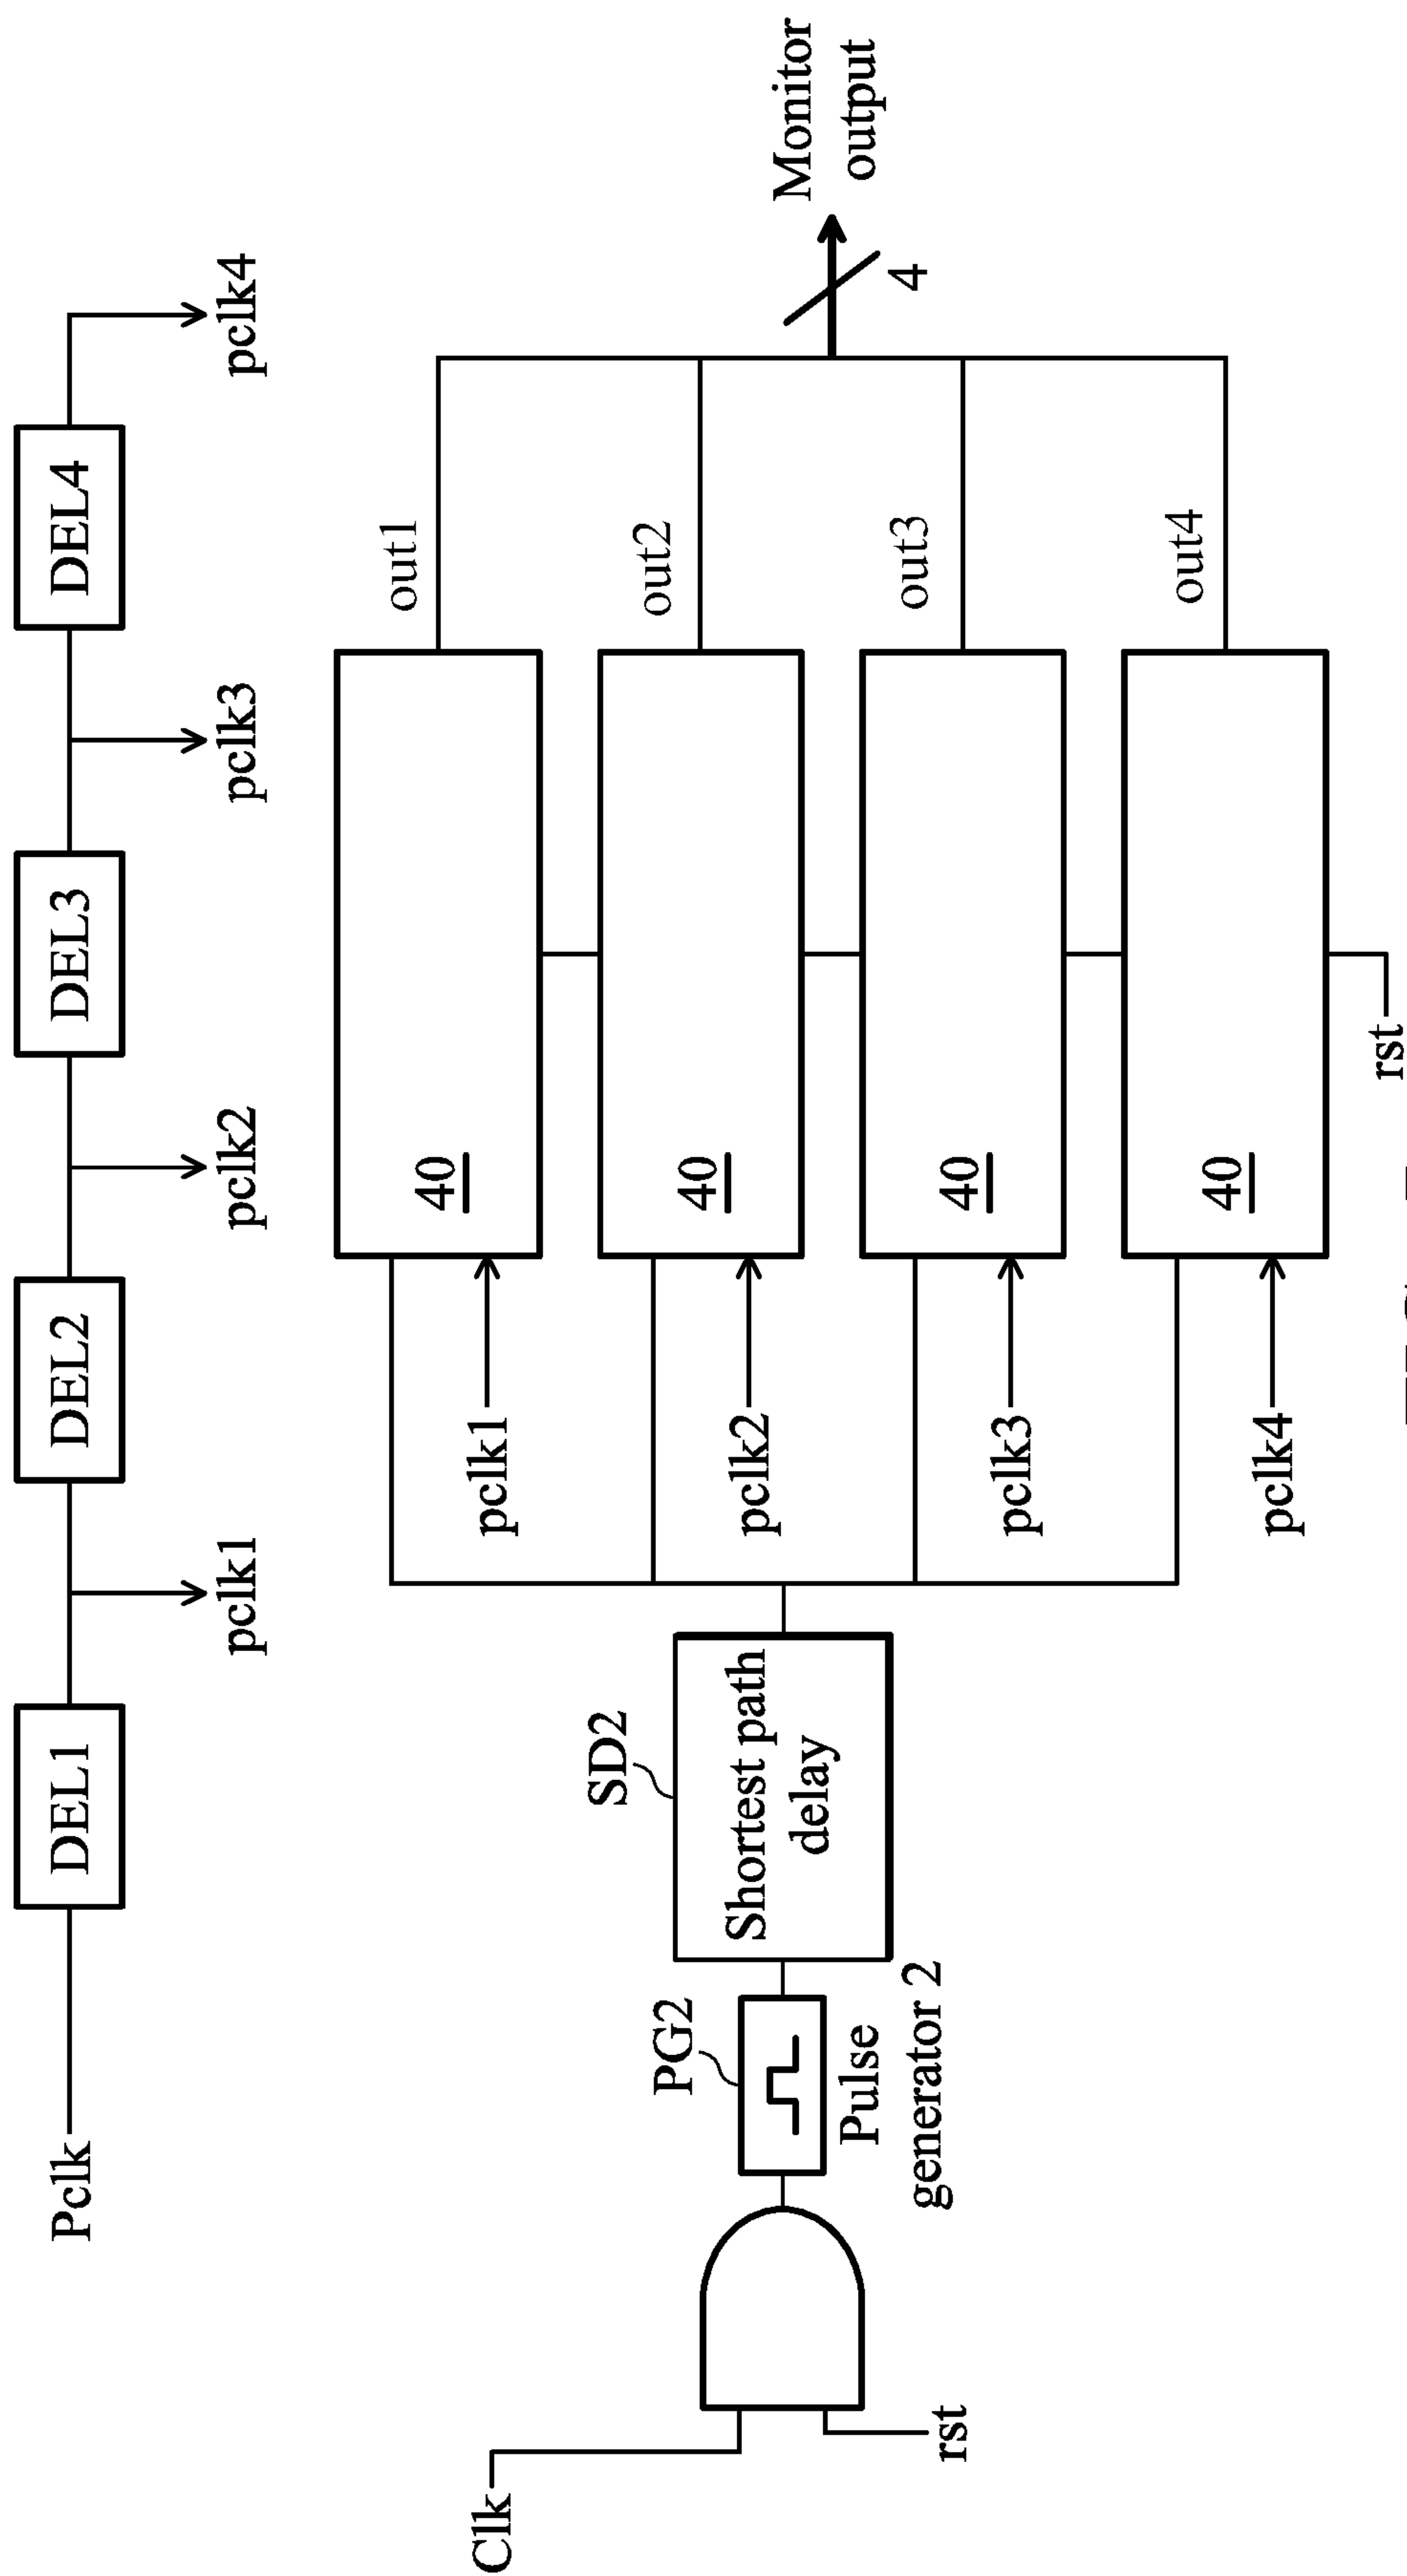 Pclk
DEL1
pclk1
DEL2
pclk2
DEL3
pclk3
DEL4
pclk4
Clk
rst
PG2
Pulse
generator 2
SD2
Shortest path
delay
pclk1
40
out1
pclk2
40
out2
pclk3
40
out3
pclk4
40
out4
rst
4
Monitor
output